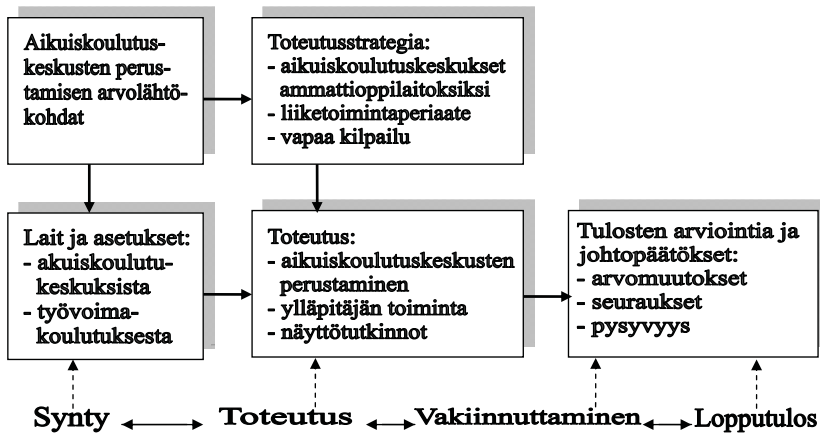 Aikuiskoulutus-
keskusten perus-
tamisen arvolähtö-
kohdat
Toteutusstrategia:
- aikuiskoulutuskeskukset
ammattioppilaitoksiksi
- liiketoimintaperiaate
- vapaa kilpailu
Lait ja asetukset:
- akuiskoulutu-
keskuksista
- työvoima-
koulutuksesta
Toteutus:
- aikuiskoulutuskeskusten
perustaminen
- ylläpitäjän toiminta
- näyttötutkinnot
Tulosten arviointia ja
johtopäätökset:
- arvomuutokset
- seuraukset
- pysyvyys
Synty Toteutus Vakiinnuttaminen Lopputulos